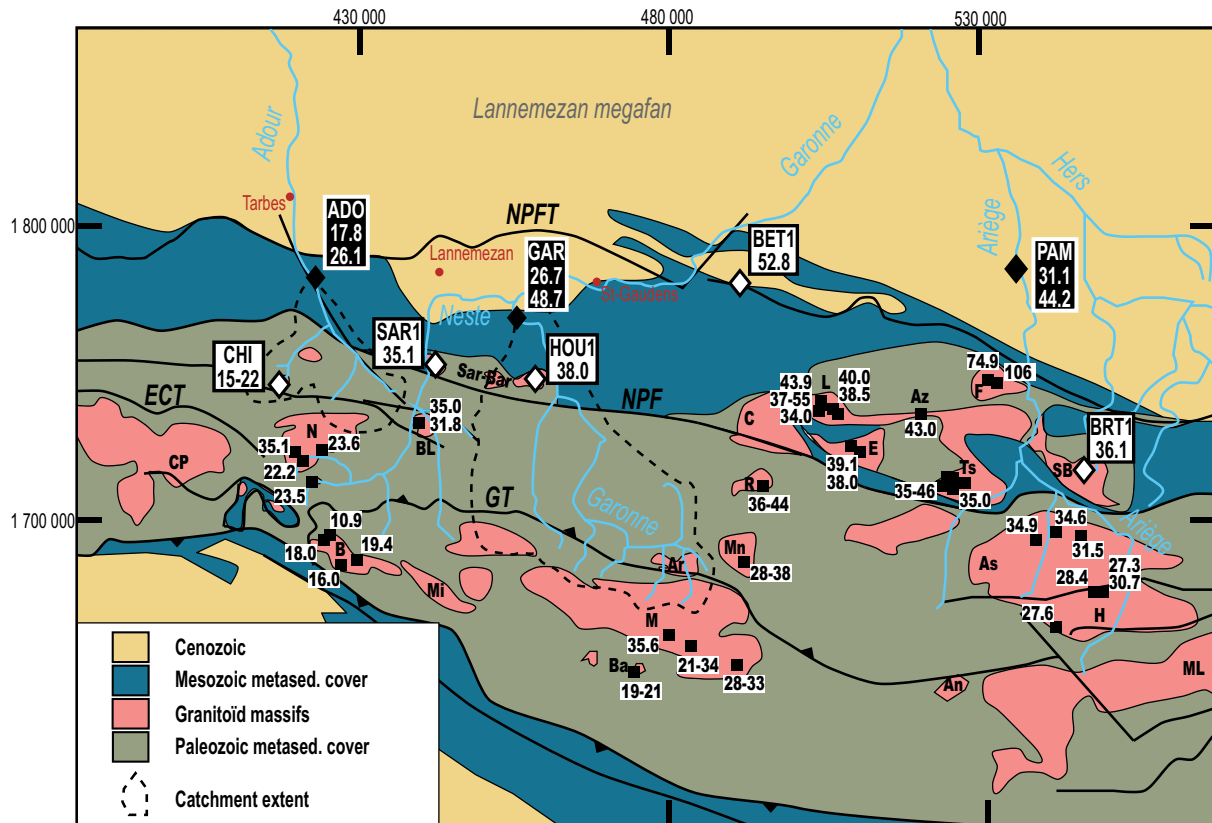 430 000
480 000
530 000
1 800 000
1 700 000
Lannemezan megafan
Adour
Garonne
Hers
Ariège
Tarbes
ADO
17.8
26.1
NPFT
Lannemezan
GAR
26.7
48.7
BET1
52.8
PAM
31.1
44.2
St-Gaudens
Neste
SAR1
35.1
HOU1
38.0
CHI
15-22
Sar-Bar
NPF
ECT
74.9
106
F
43.9
37-55
34.0
L
40.0
38.5
Az
43.0
C
E
39.1
38.0
BRT1
36.1
SB
35.0
31.8
BL
N
35.1
23.6
22.2
23.5
CP
GT
Garonne
R
36-44
Ts
35-46
35.0
Ariège
10.9
18.0
B
19.4
16.0
Mi
Ar
Mn
28-38
34.9
34.6
31.5
As
27.3
28.4
30.7
27.6
H
M
35.6
21-34
28-33
Ba
19-21
An
ML
Cenozoic
Mesozoic metased. cover
Granitoïd massifs
Paleozoic metased. cover
Catchment extent